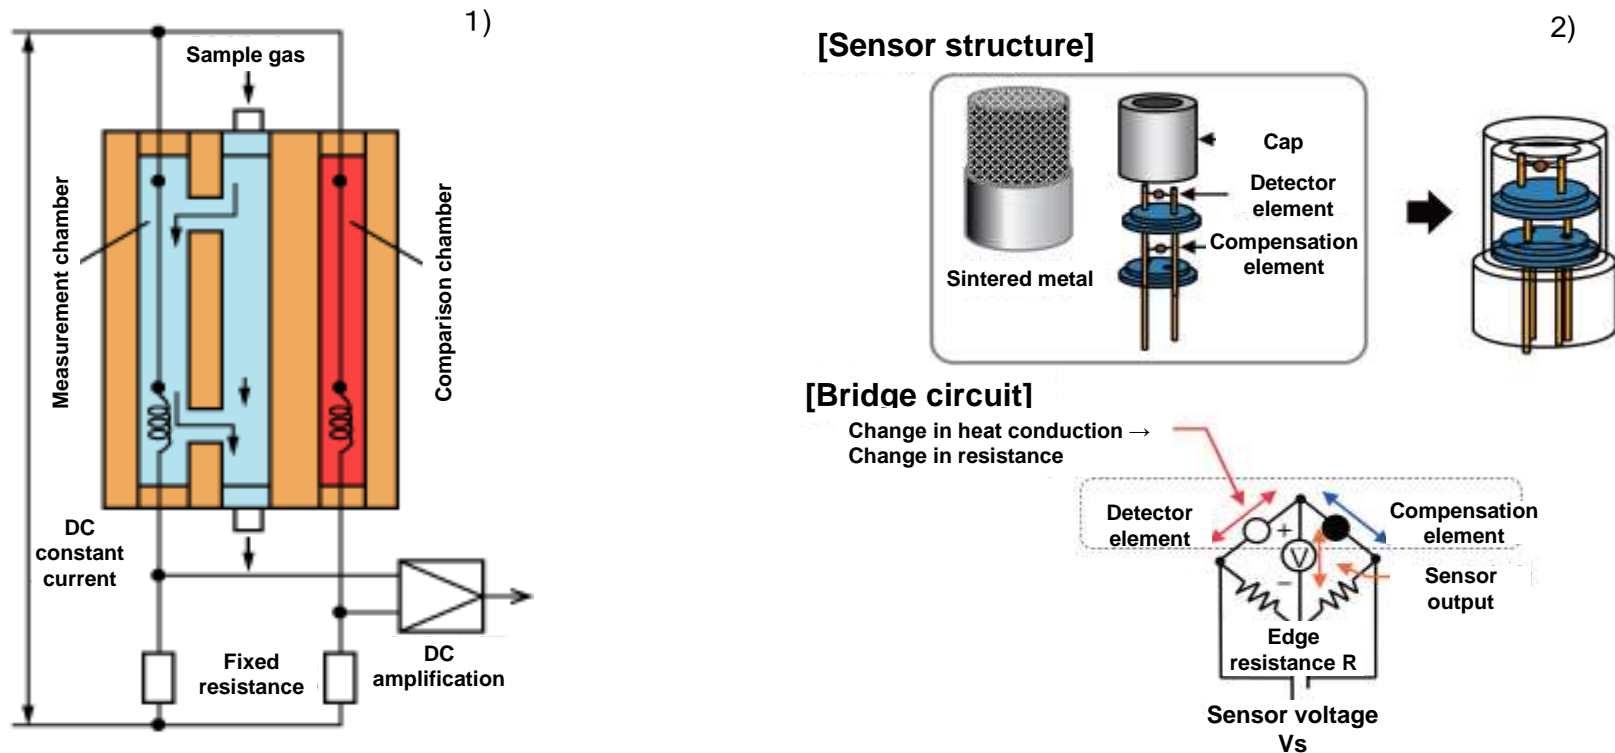 1)
Sample gas
Measurement chamber
Comparison chamber
DC
constant
current
Fixed
resistance
DC
amplification
2)
[Sensor structure]
Cap
Detector
element
Compensation
element
Sintered metal
[Bridge circuit]
Change in heat conduction →
Change in resistance
Detector
element
Compensation
element
+
V
−
Sensor
output
Edge
resistance R
Sensor voltage
Vs